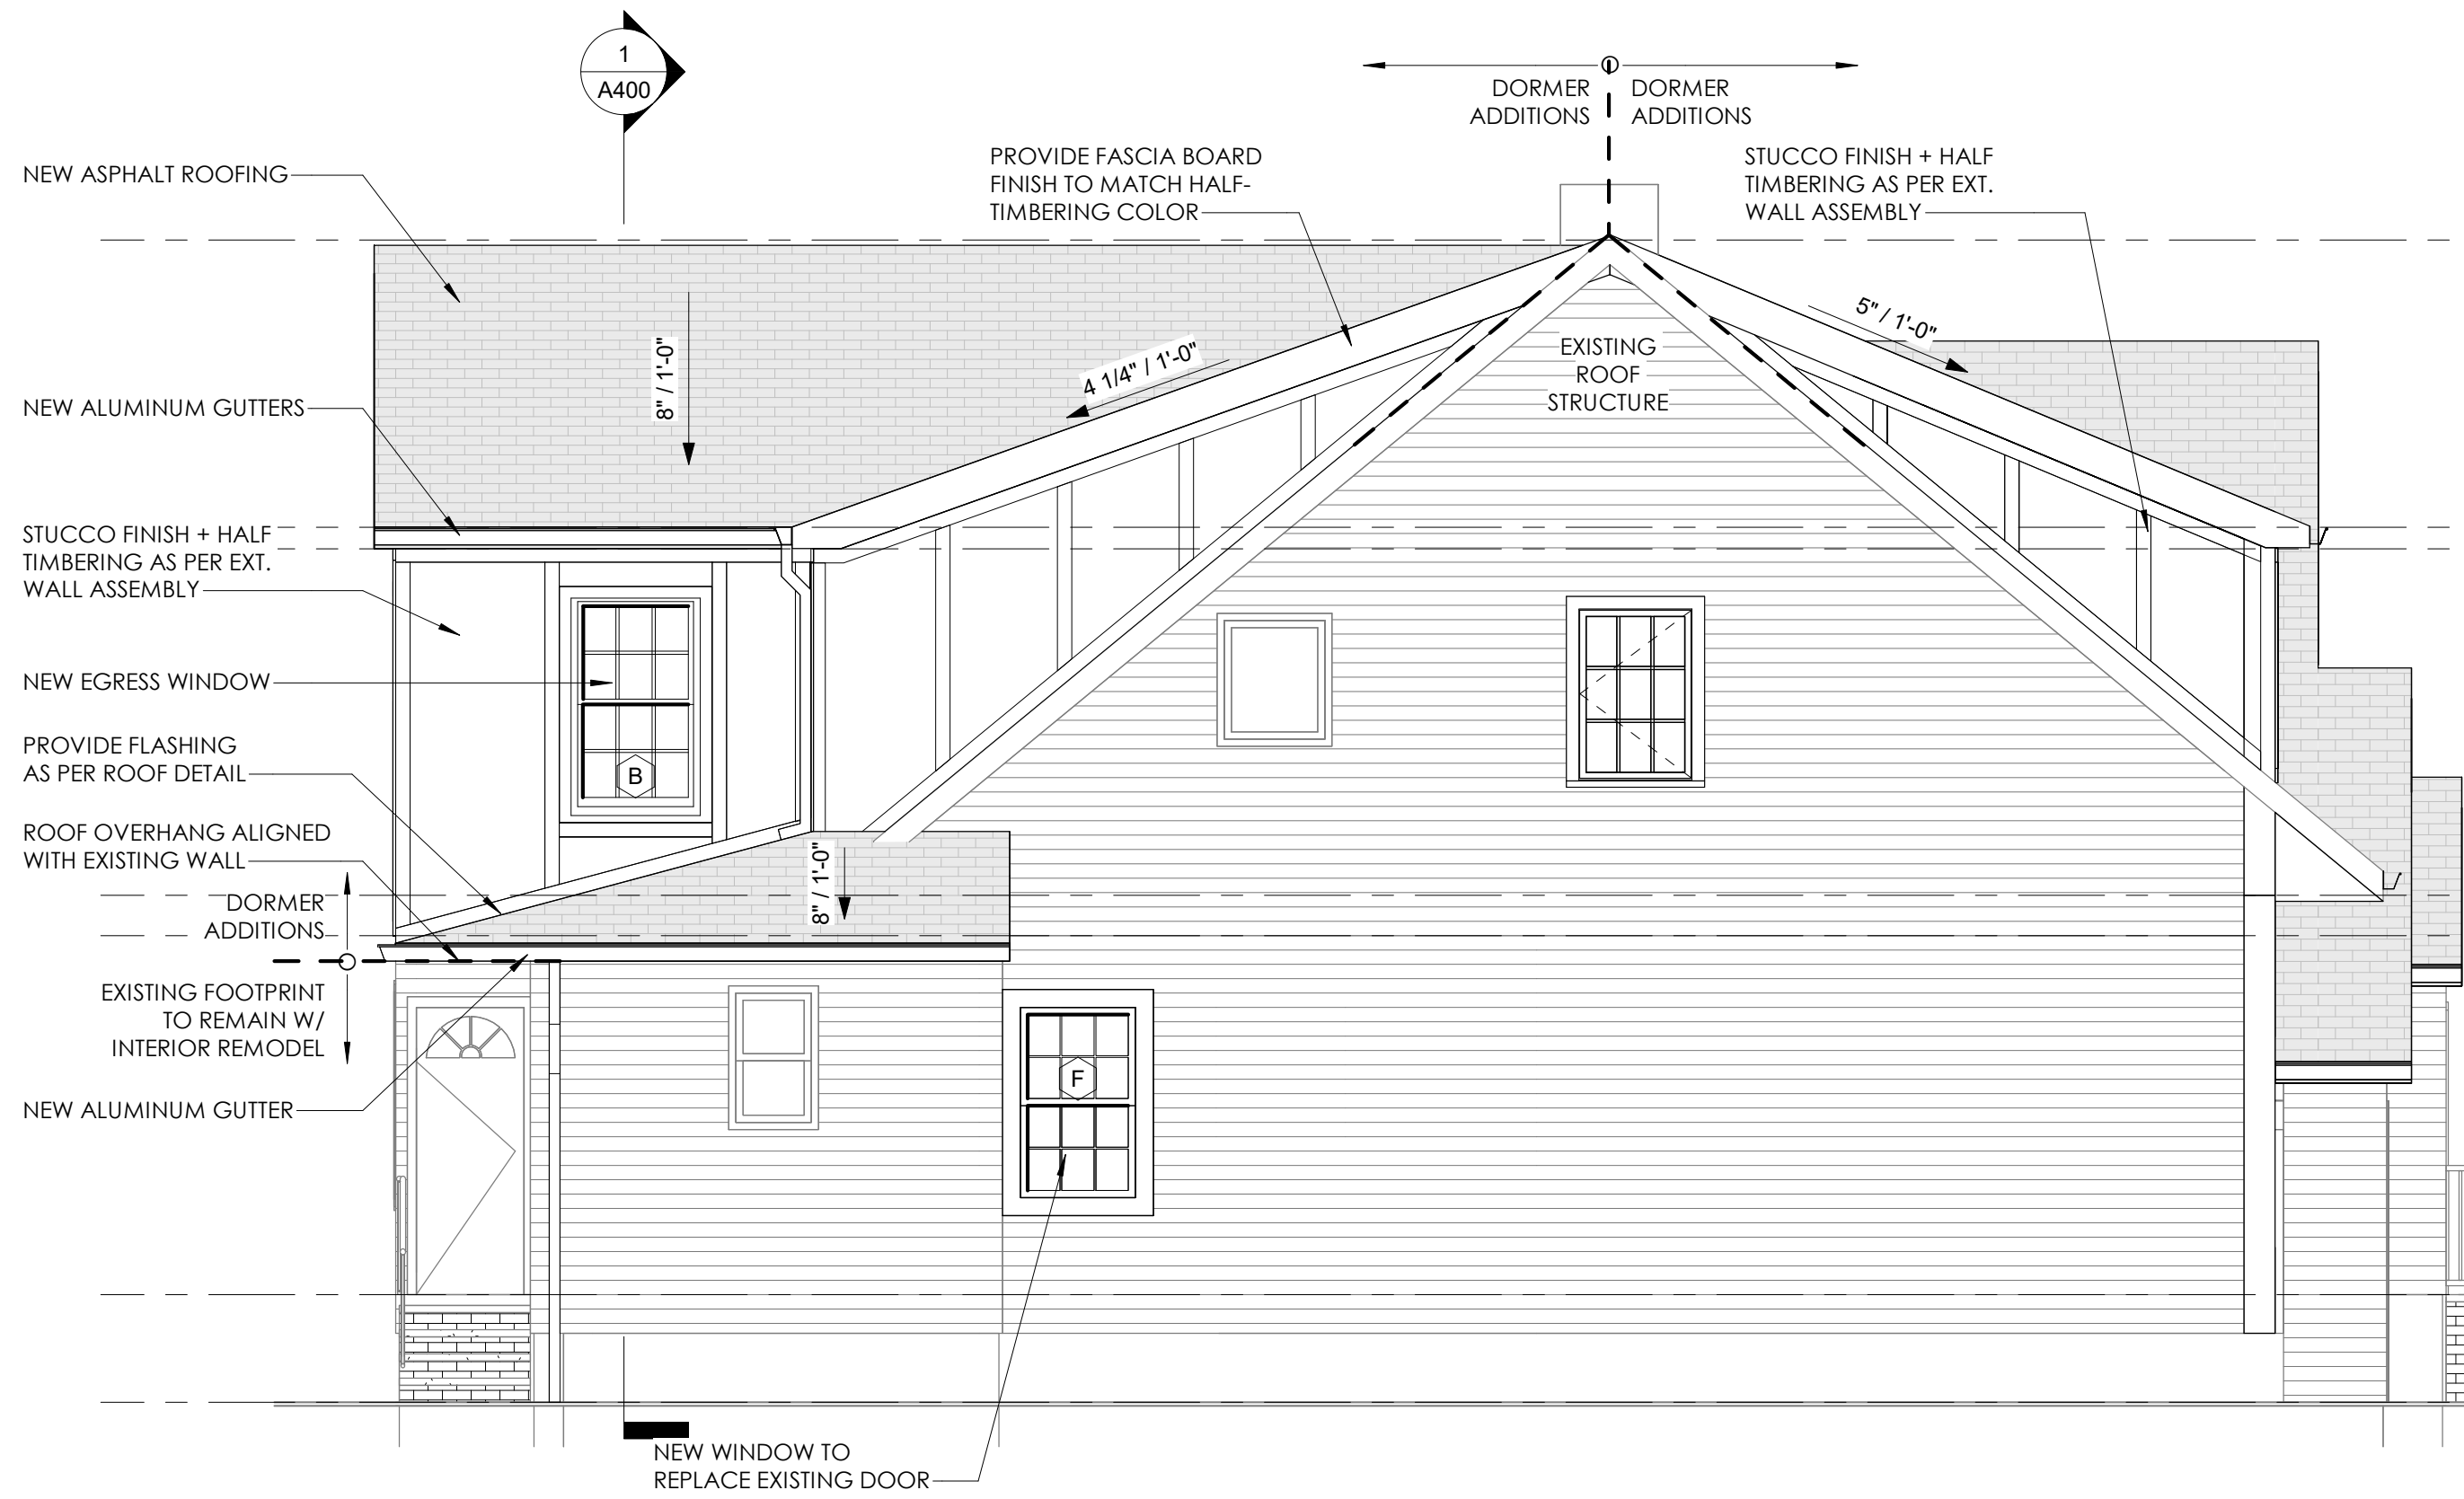 1
A400
DORMER
ADDITIONS
DORMER
ADDITIONS
NEW ASPHALT ROOFING
PROVIDE FASCIA BOARD
FINISH TO MATCH HALF-
TIMBERING COLOR
STUCCO FINISH + HALF
TIMBERING AS PER EXT.
WALL ASSEMBLY
8" / 1'-0"
4 1/4" / 1'-0"
5" / 1'-0"
EXISTING
ROOF
STRUCTURE
NEW ALUMINUM GUTTERS
STUCCO FINISH + HALF
TIMBERING AS PER EXT.
WALL ASSEMBLY
NEW EGRESS WINDOW
B
PROVIDE FLASHING
AS PER ROOF DETAIL
ROOF OVERHANG ALIGNED
WITH EXISTING WALL
8" / 1'-0"
DORMER
ADDITIONS
EXISTING FOOTPRINT
TO REMAIN W/
INTERIOR REMODEL
F
NEW ALUMINUM GUTTER
NEW WINDOW TO
REPLACE EXISTING DOOR